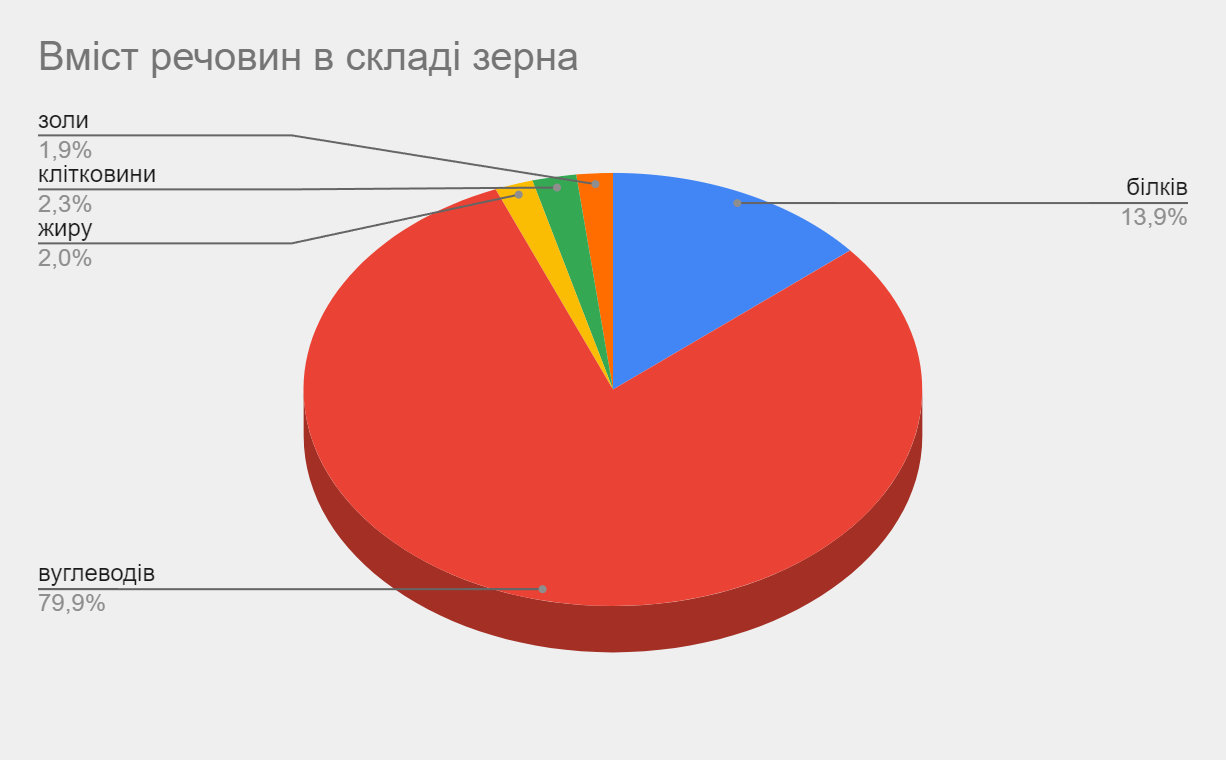 Вміст речовин в складі зерна
золи
1,9%
клітковини
2,3%
жиру
2,0%
білків
13,9%
вуглеводів
79,9%